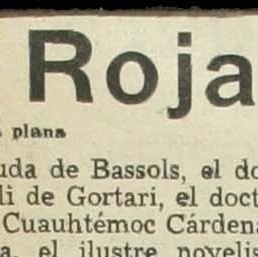 Roja
plana
uda de Bassols, el do
li de Gortari, el doct
Cuauhtémoc Cárdena
a, el ilustre novelis